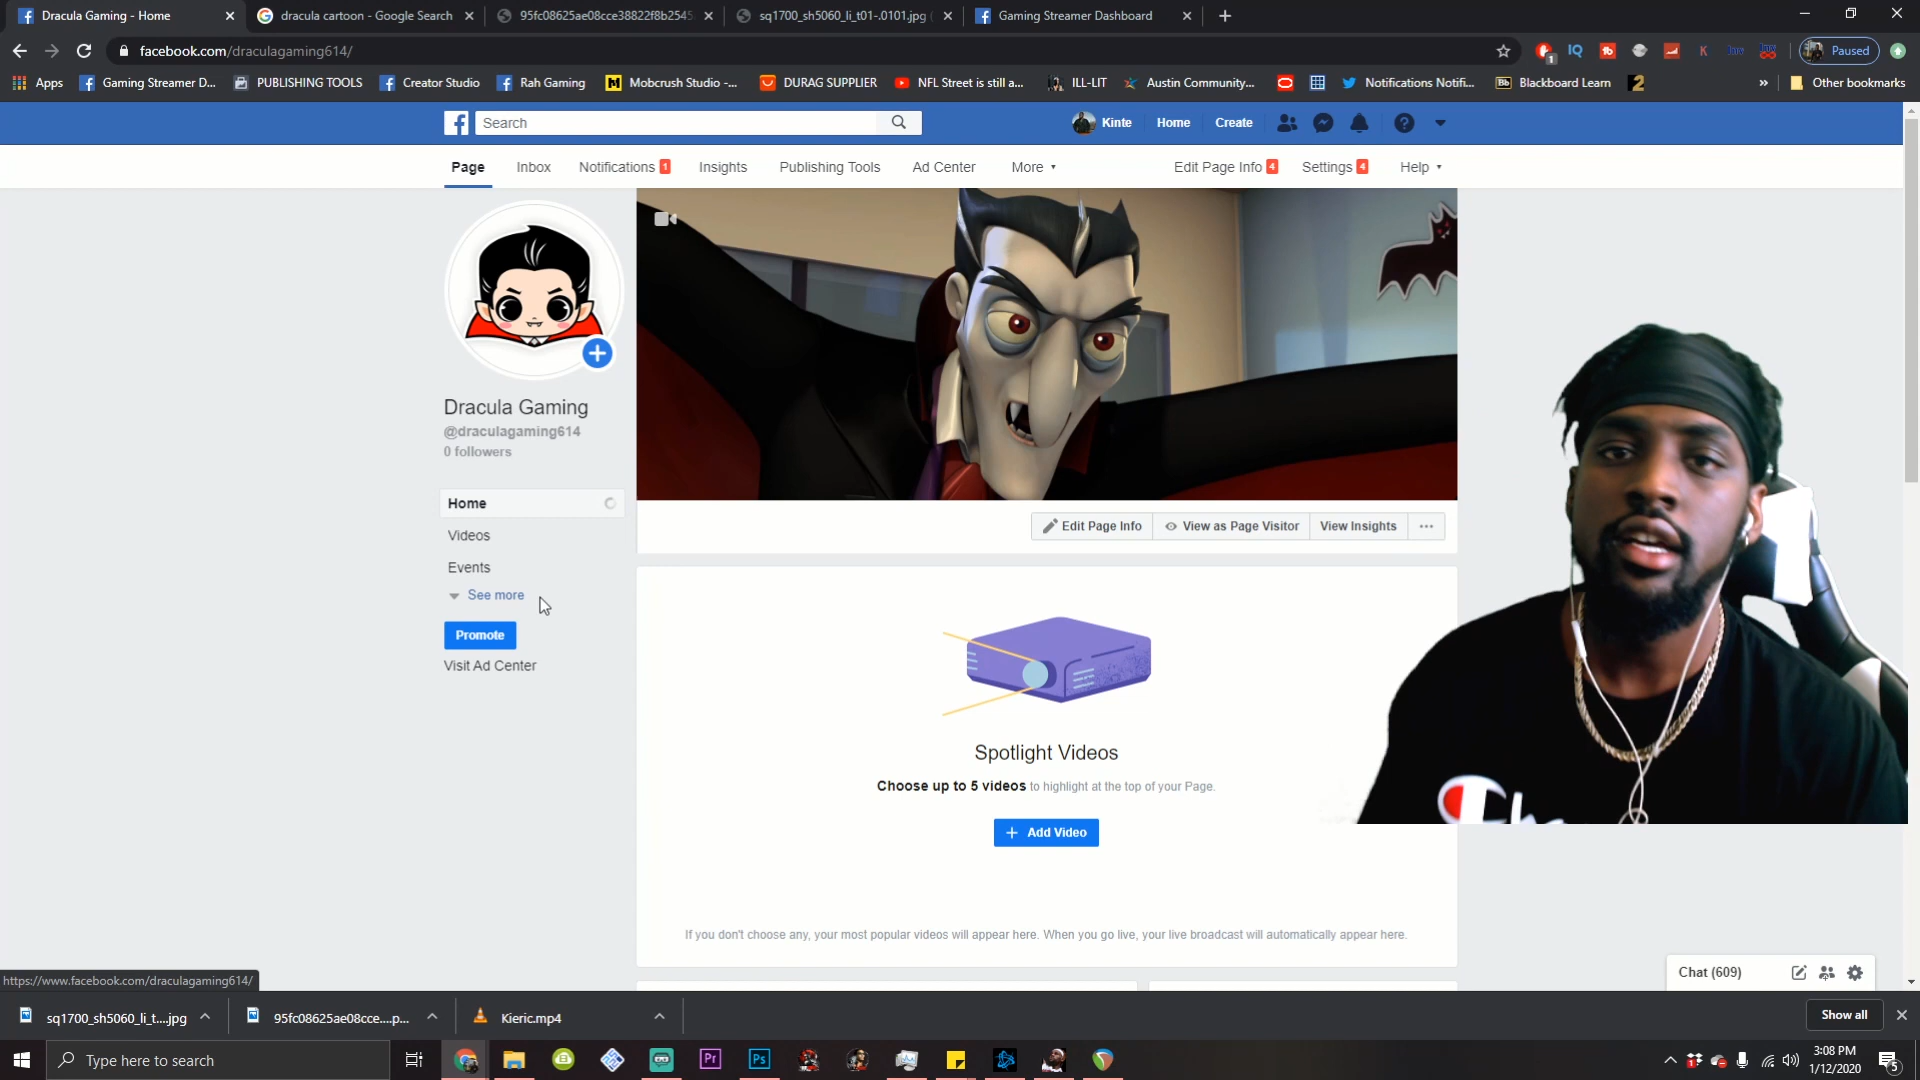 Dracula Gaming - Home
dracula cartoon - Google Search
95fc08625ae08cce38822f8b2545
sq1700_sh5060_li_t01-.0101.jpg
Gaming Streamer Dashboard
facebook.com/draculagaming614/
Paused
Apps
Gaming Streamer D...
PUBLISHING TOOLS
Creator Studio
Rah Gaming
Mobcrush Studio -...
DURAG SUPPLIER
NFL Street is still a...
ILL-LIT
Austin Community...
Notifications Notifi...
Blackboard Learn
Other bookmarks
Search
Kinte
Home
Create
Page
Inbox
Notifications 1
Insights
Publishing Tools
Ad Center
More
Edit Page Info 4
Settings 4
Help
Dracula Gaming
@draculagaming614
0 followers
Home
Videos
Events
See more
Promote
Visit Ad Center
Edit Page Info
View as Page Visitor
View Insights
Spotlight Videos
Choose up to 5 videos to highlight at the top of your Page.
+ Add Video
If you don't choose any, your most popular videos will appear here. When you go live, your live broadcast will automatically appear here.
Chat (609)
https://www.facebook.com/draculagaming614/
sq1700_sh5060_li_t....jpg
95fc08625ae08cce....p...
Kieric.mp4
Show all
Type here to search
Pr
Ps
3:08 PM
1/12/2020
5